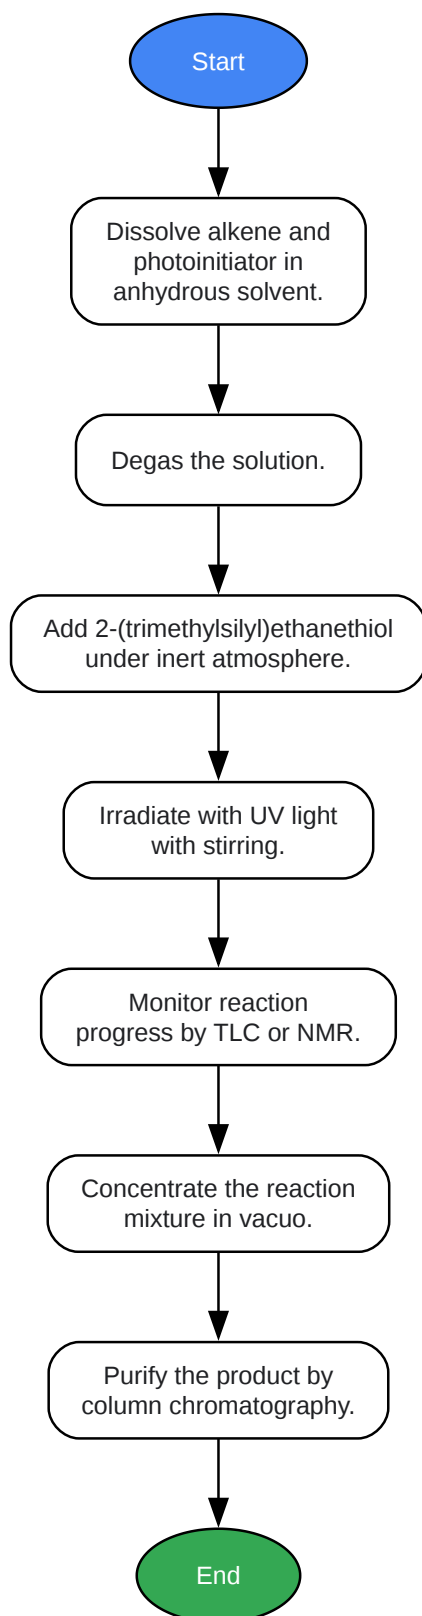 Start
Dissolve alkene and
photoinitiator in
anhydrous solvent.
Degas the solution.
Add 2-(trimethylsilyl)ethanethiol
under inert atmosphere.
Irradiate with UV light
with stirring.
Monitor reaction
progress by TLC or NMR.
Concentrate the reaction
mixture in vacuo.
Purify the product by
column chromatography.
End